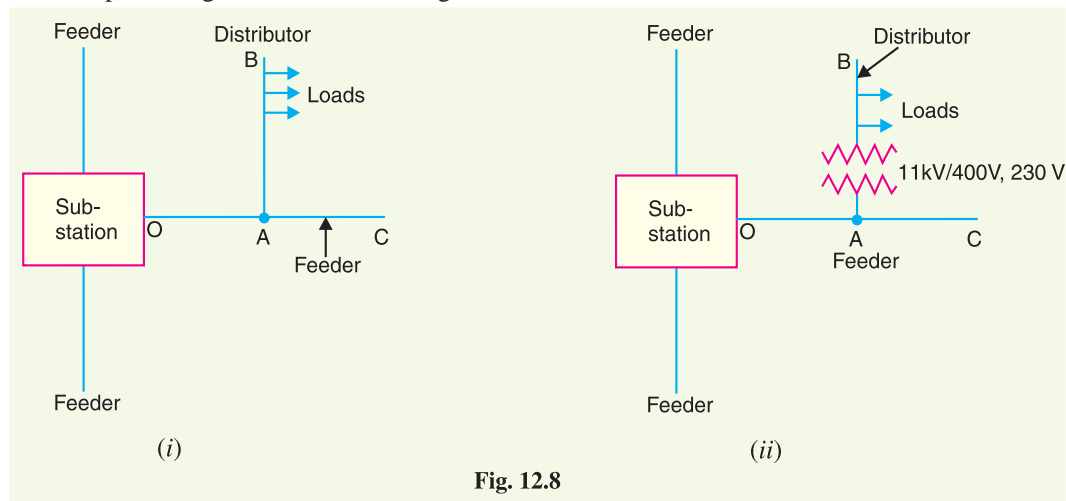 Feeder
Distributor
B
Loads
Sub-
station
O
A
C
Feeder
Feeder
(i)
Feeder
Distributor
B
Loads
11kV/400V, 230 V
Sub-
station
O
A
C
Feeder
Feeder
(ii)
Fig. 12.8